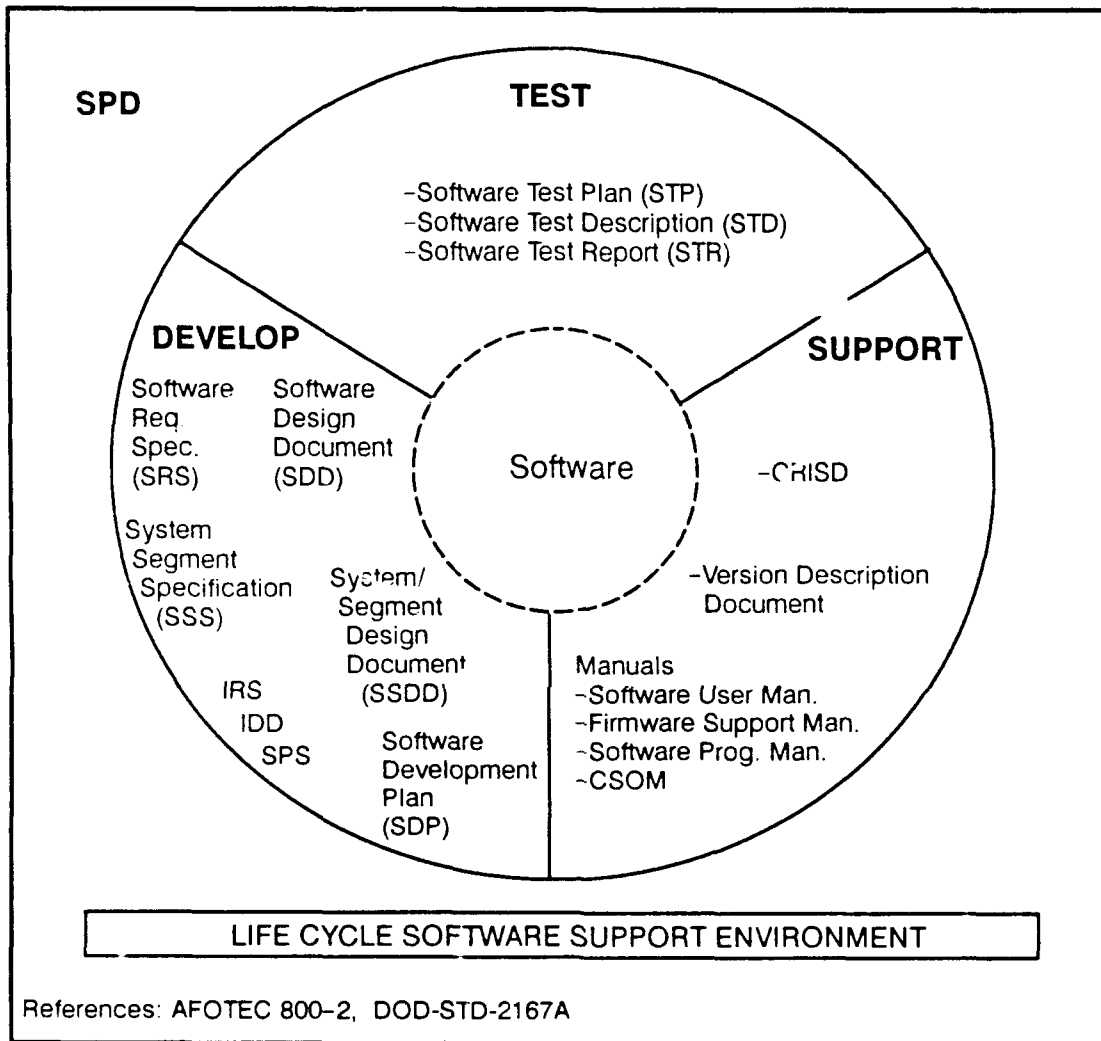 SPD
TEST
-Software Test Plan (STP)
-Software Test Description (STD)
-Software Test Report (STR)
DEVELOP
Software
Req.
Spec.
(SRS)
Software
Design
Document
(SDD)
System
Segment
Specification
(SSS)
System/
Segment
Design
Document
(SSDD)
IRS
IDD
SPS
Software
Development
Plan
(SDP)
Software
SUPPORT
-CRISD
-Version Description
Document
Manuals
-Software User Man.
-Firmware Support Man.
-Software Prog. Man.
-CSOM
LIFE CYCLE SOFTWARE SUPPORT ENVIRONMENT
References: AFOTEC 800-2, DOD-STD-2167A